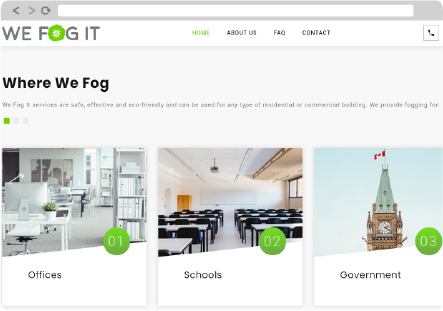 WE FOG IT
HOME ABOUT US FAQ CONTACT
Where We Fog
We Fog It services are safe, effective and eco-friendly and can be used for any type of residential or commercial building. We provide fogging for
01 02 03
Offices Schools Government